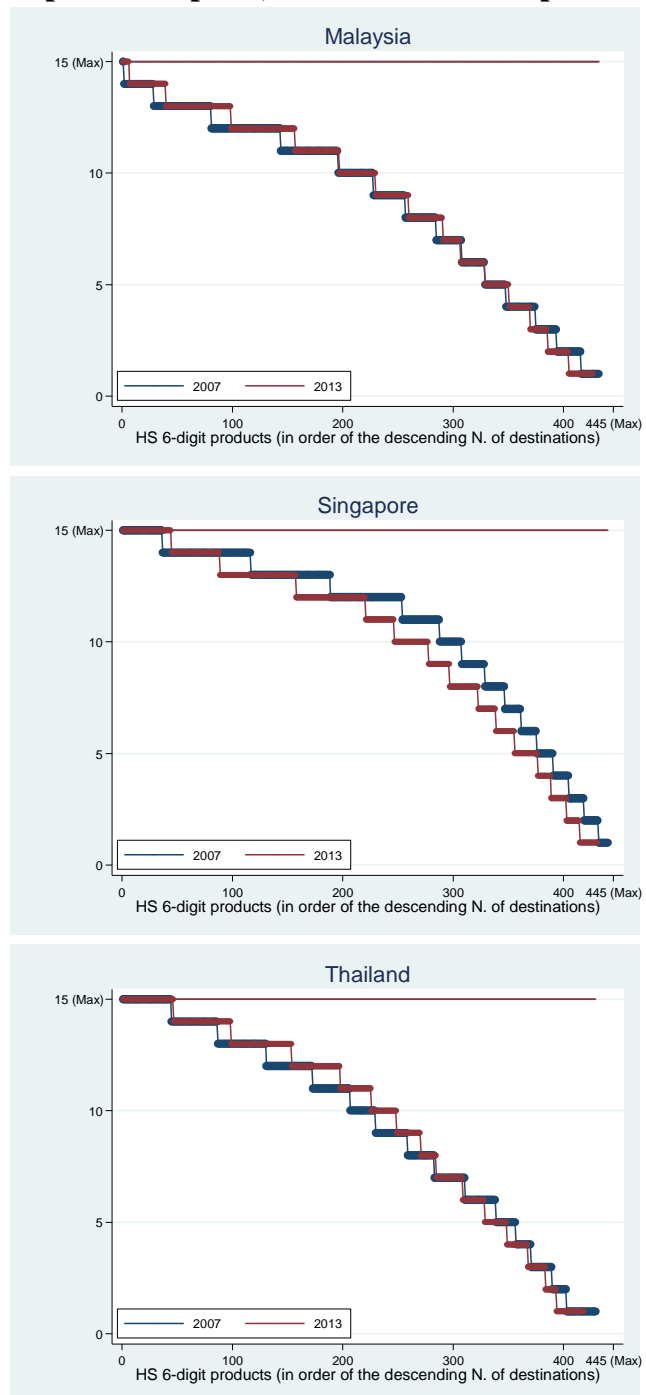 Malaysia
15 (Max)
10
5
0
2007 2013
0 100 200 300 400 445 (Max)
HS 6-digit products (in order of the descending N. of destinations)
Singapore
15 (Max)
10
5
0
2007 2013
0 100 200 300 400 445 (Max)
HS 6-digit products (in order of the descending N. of destinations)
Thailand
15 (Max)
10
5
0
2007 2013
0 100 200 300 400 445 (Max)
HS 6-digit products (in order of the descending N. of destinations)